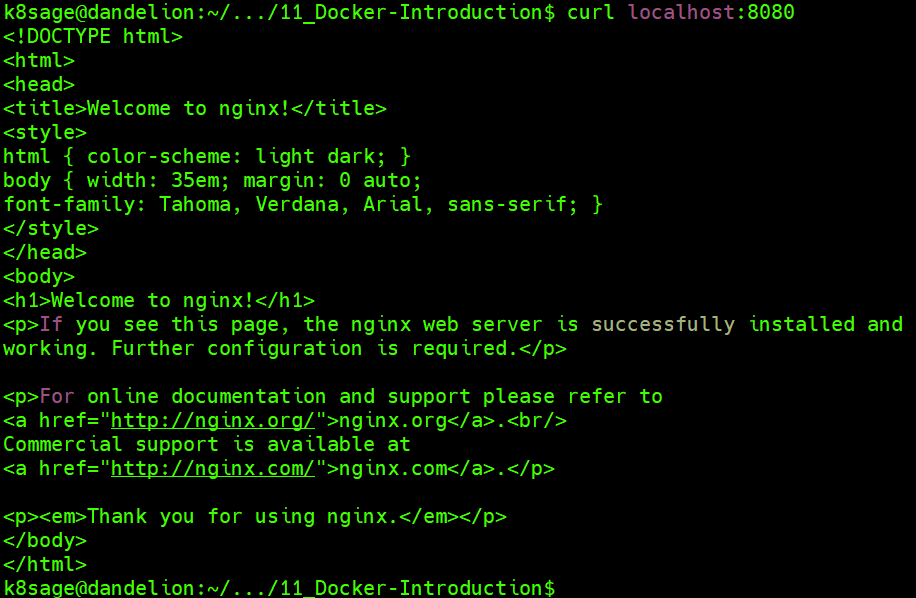 k8sage@dandelion:~/.../11_Docker-Introduction$ curl localhost:8080
<!DOCTYPE html>
<html>
<head>
<title>Welcome to nginx!</title>
<style>
html { color-scheme: light dark; }
body { width: 35em; margin: 0 auto;
font-family: Tahoma, Verdana, Arial, sans-serif; }
</style>
</head>
<body>
<h1>Welcome to nginx!</h1>
<p>If you see this page, the nginx web server is successfully installed and
working. Further configuration is required.</p>

<p>For online documentation and support please refer to
<a href="http://nginx.org/">nginx.org</a>.<br/>
Commercial support is available at
<a href="http://nginx.com/">nginx.com</a>.</p>

<p><em>Thank you for using nginx.</em></p>
</body>
</html>
k8sage@dandelion:~/.../11_Docker-Introduction$